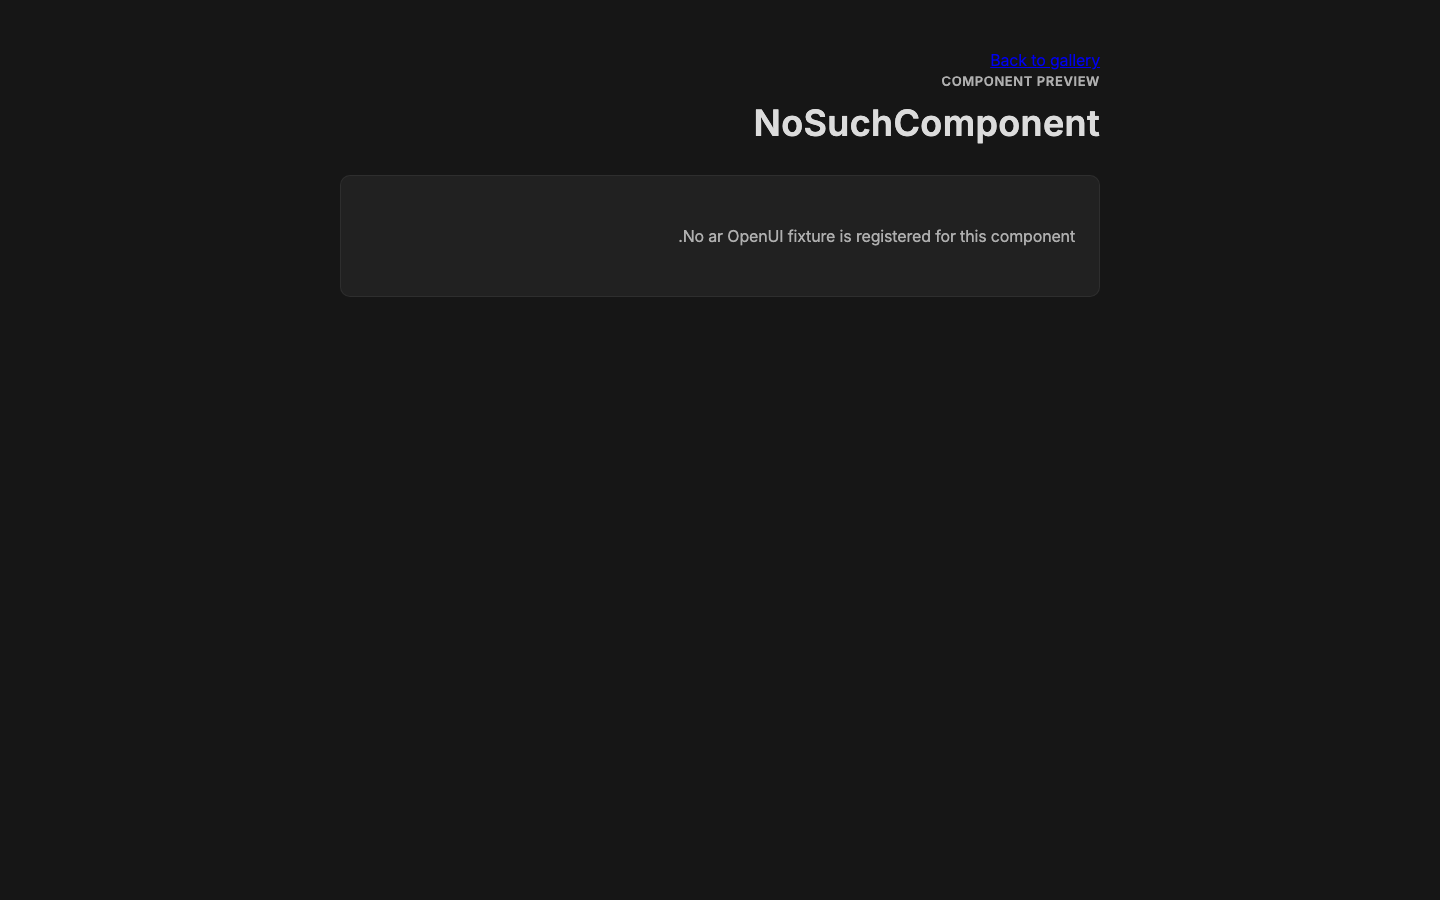 Back to gallery
COMPONENT PREVIEW
NoSuchComponent
.No ar OpenUI fixture is registered for this component